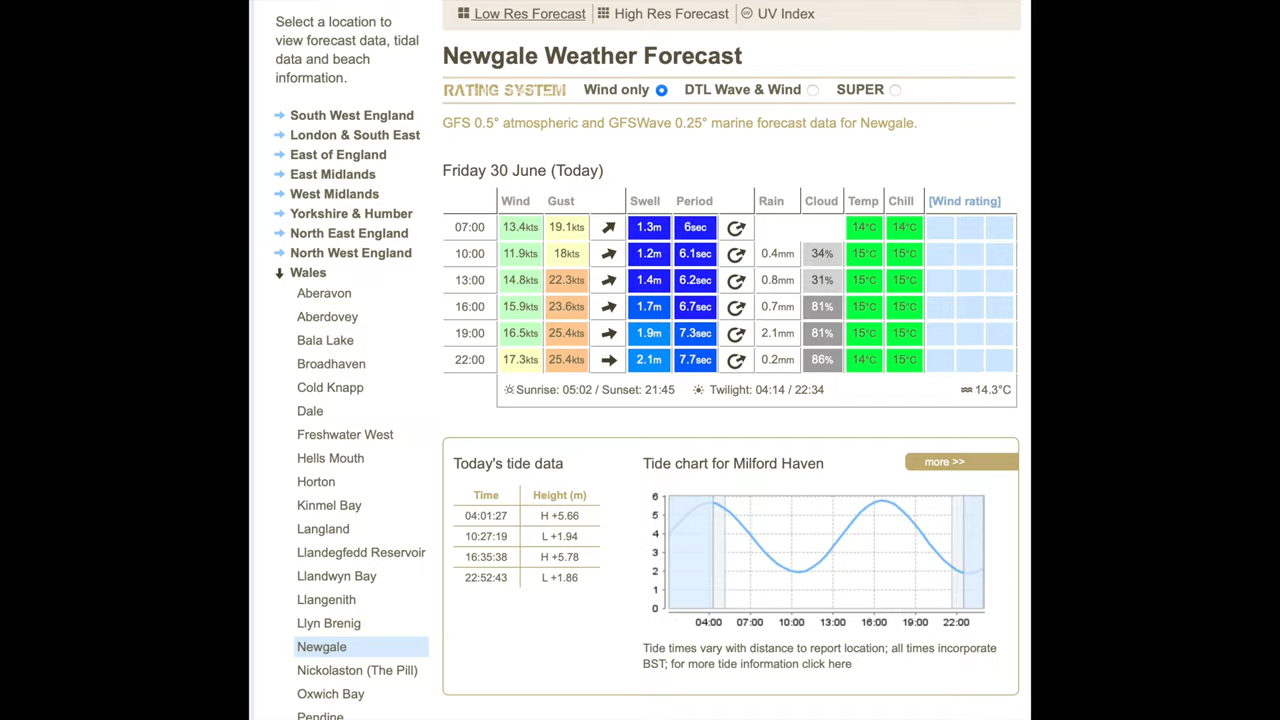 Select a location to
view forecast data, tidal
data and beach
information.
South West England
London & South East
East of England
East Midlands
West Midlands
Yorkshire & Humber
North East England
North West England
Wales
Aberavon
Aberdovey
Bala Lake
Broadhaven
Cold Knapp
Dale
Freshwater West
Hells Mouth
Horton
Kinmel Bay
Langland
Llandegfedd Reservoir
Llandwyn Bay
Llangenith
Llyn Brenig
Newgale
Nickolaston (The Pill)
Oxwich Bay
Pendine
Low Res Forecast High Res Forecast UV Index
Newgale Weather Forecast
RATING SYSTEM Wind only DTL Wave & Wind SUPER
GFS 0.5° atmospheric and GFSWave 0.25° marine forecast data for Newgale.
Friday 30 June (Today)
Wind Gust Swell Period Rain Cloud Temp Chill [Wind rating]
07:00 13.4kts 19.1kts 1.3m 6sec 14°C 14°C
10:00 11.9kts 18kts 1.2m 6.1sec 0.4mm 34% 15°C 15°C
13:00 14.8kts 22.3kts 1.4m 6.2sec 0.8mm 31% 15°C 15°C
16:00 15.9kts 23.6kts 1.7m 6.7sec 0.7mm 81% 15°C 15°C
19:00 16.5kts 25.4kts 1.9m 7.3sec 2.1mm 81% 15°C 15°C
22:00 17.3kts 25.4kts 2.1m 7.7sec 0.2mm 86% 14°C 15°C
Sunrise: 05:02 / Sunset: 21:45 Twilight: 04:14 / 22:34 14.3°C
Today's tide data
Time Height (m)
04:01:27 H +5.66
10:27:19 L +1.94
16:35:38 H +5.78
22:52:43 L +1.86
Tide chart for Milford Haven more >>
6
5
4
3
2
1
0
04:00 07:00 10:00 13:00 16:00 19:00 22:00
Tide times vary with distance to report location; all times incorporate
BST; for more tide information click here